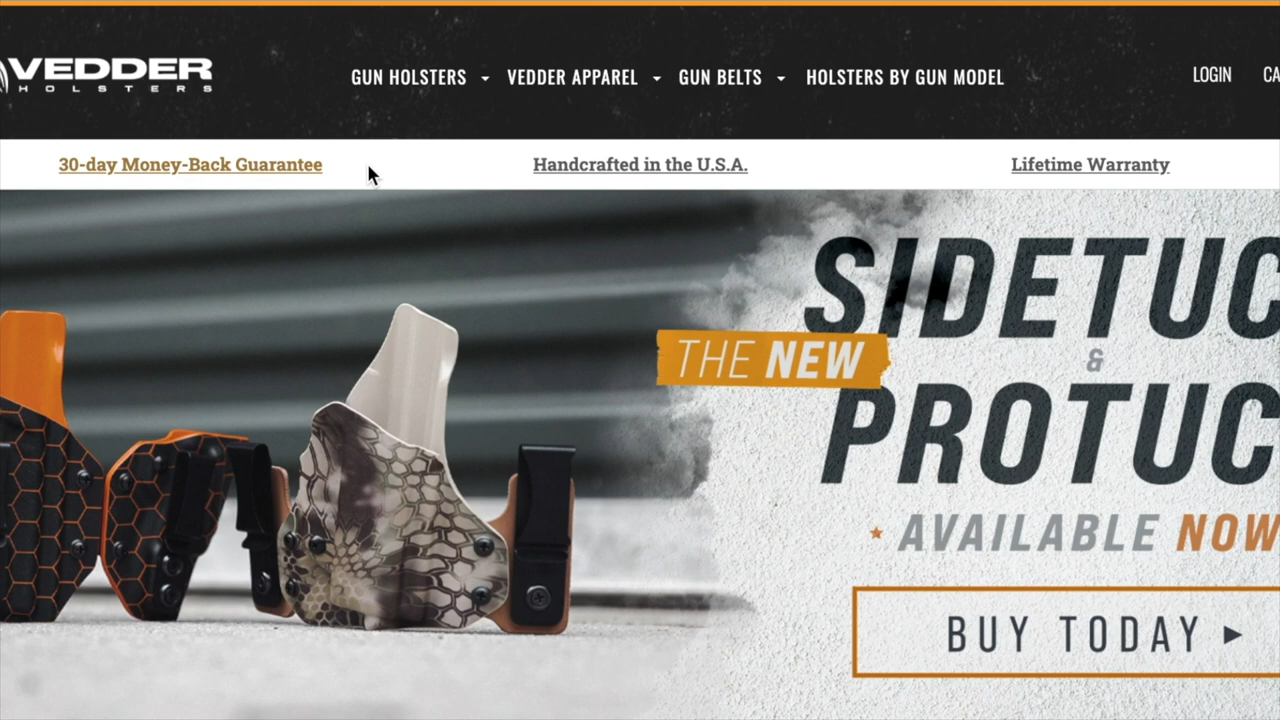 VEDDER
HOLSTERS
GUN HOLSTERS VEDDER APPAREL GUN BELTS HOLSTERS BY GUN MODEL LOGIN CA
30-day Money-Back Guarantee Handcrafted in the U.S.A. Lifetime Warranty
SIDETUC
THE NEW
&
PROTUC
AVAILABLE NOW
BUY TODAY